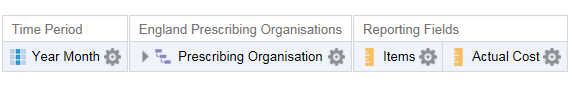 Time Period England Prescribing Organisations Reporting Fields
Year Month Prescribing Organisation Items Actual Cost